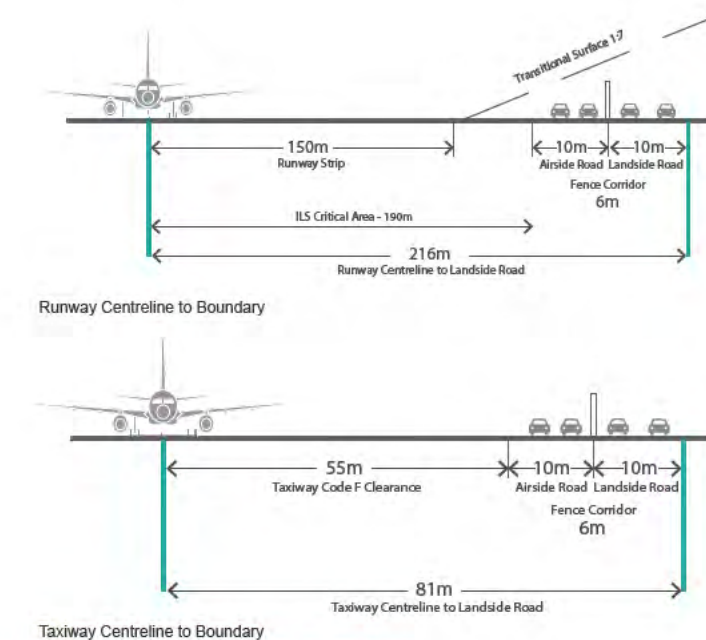 Transitional Surface 1:7
150m
Runway Strip
10m 10m
Airside Road Landside Road
Fence Corridor
6m
ILS Critical Area - 190m
216m
Runway Centreline to Landside Road
Runway Centreline to Boundary
55m
Taxiway Code F Clearance
10m 10m
Airside Road Landside Road
Fence Corridor
6m
81m
Taxiway Centreline to Landside Road
Taxiway Centreline to Boundary